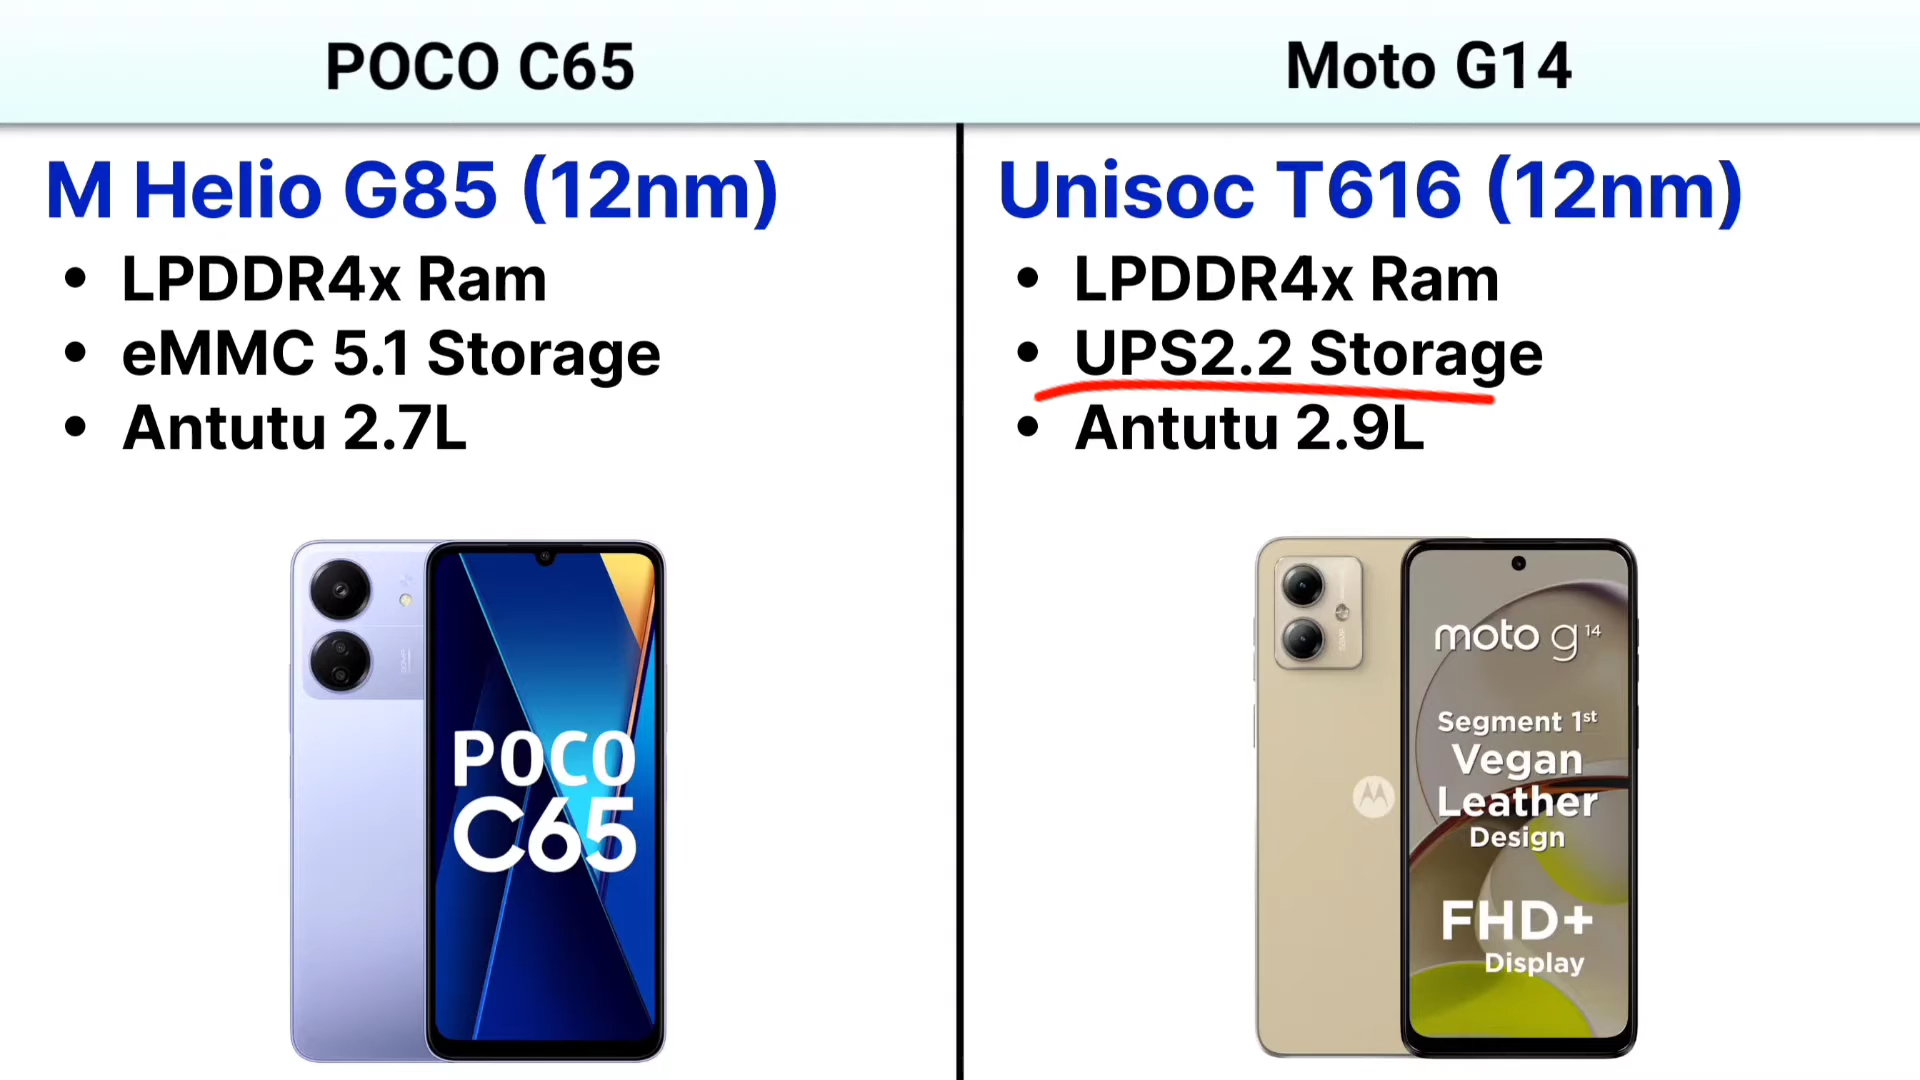 POCO C65
Moto G14
M Helio G85 (12nm)
• LPDDR4x Ram
• eMMC 5.1 Storage
• Antutu 2.7L
Unisoc T616 (12nm)
• LPDDR4x Ram
• UPS2.2 Storage
• Antutu 2.9L
POCO
C65
moto g14
Segment 1st
Vegan
Leather
Design
FHD+
Display